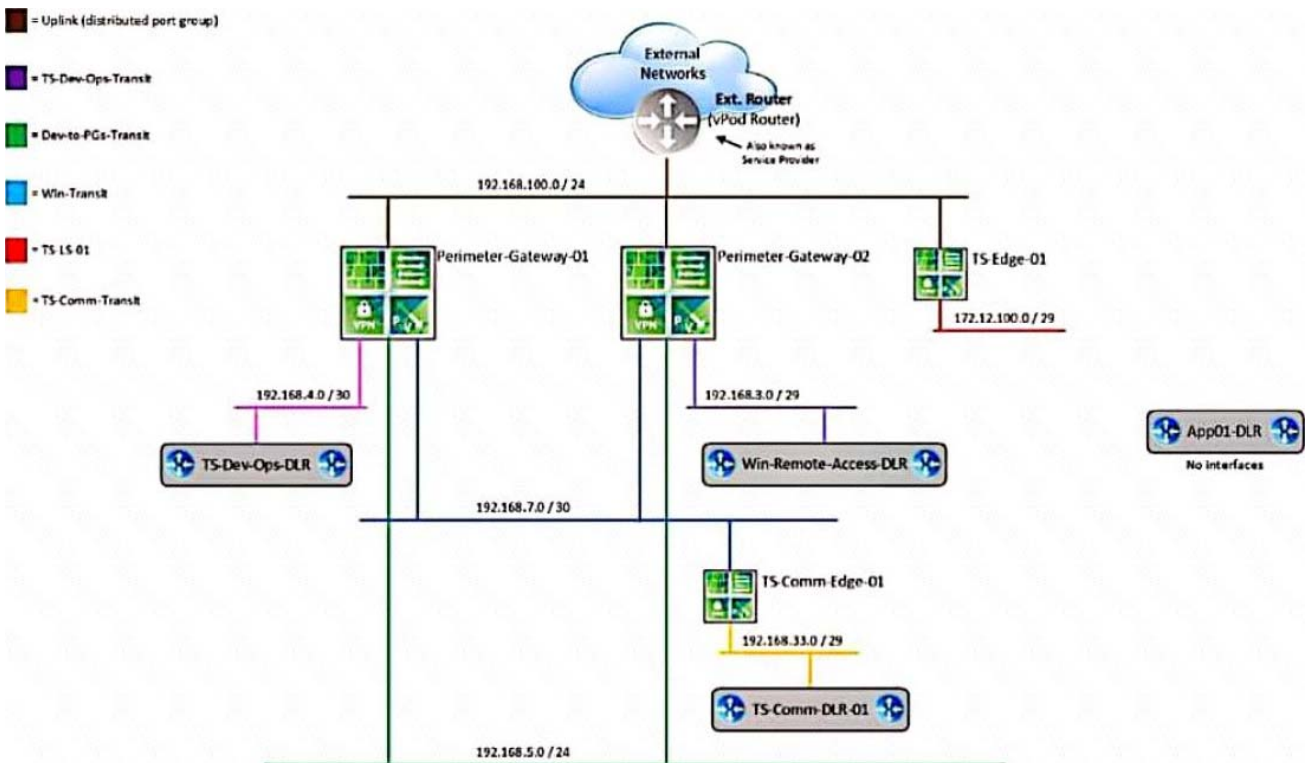 = Uplink (distributed port group)
= TS-Dev-Ops-Transit
= Dev-to-PGs-Transit
= Win-Transit
= TS-LS-01
= TS-Comm-Transit
External
Networks
Ext. Router
(vPod Router)
Also known as
Service Provider
192.168.100.0 / 24
Perimeter-Gateway-01
VPN
Perimeter-Gateway-02
VPN
TS-Edge-01
172.12.100.0 / 29
192.168.4.0 / 30
TS-Dev-Ops-DLR
192.168.3.0 / 29
Win-Remote-Access-DLR
App01-DLR
No Interfaces
192.168.7.0 / 30
TS-Comm-Edge-01
192.168.33.0 / 29
TS-Comm-DLR-01
192.168.5.0 / 24